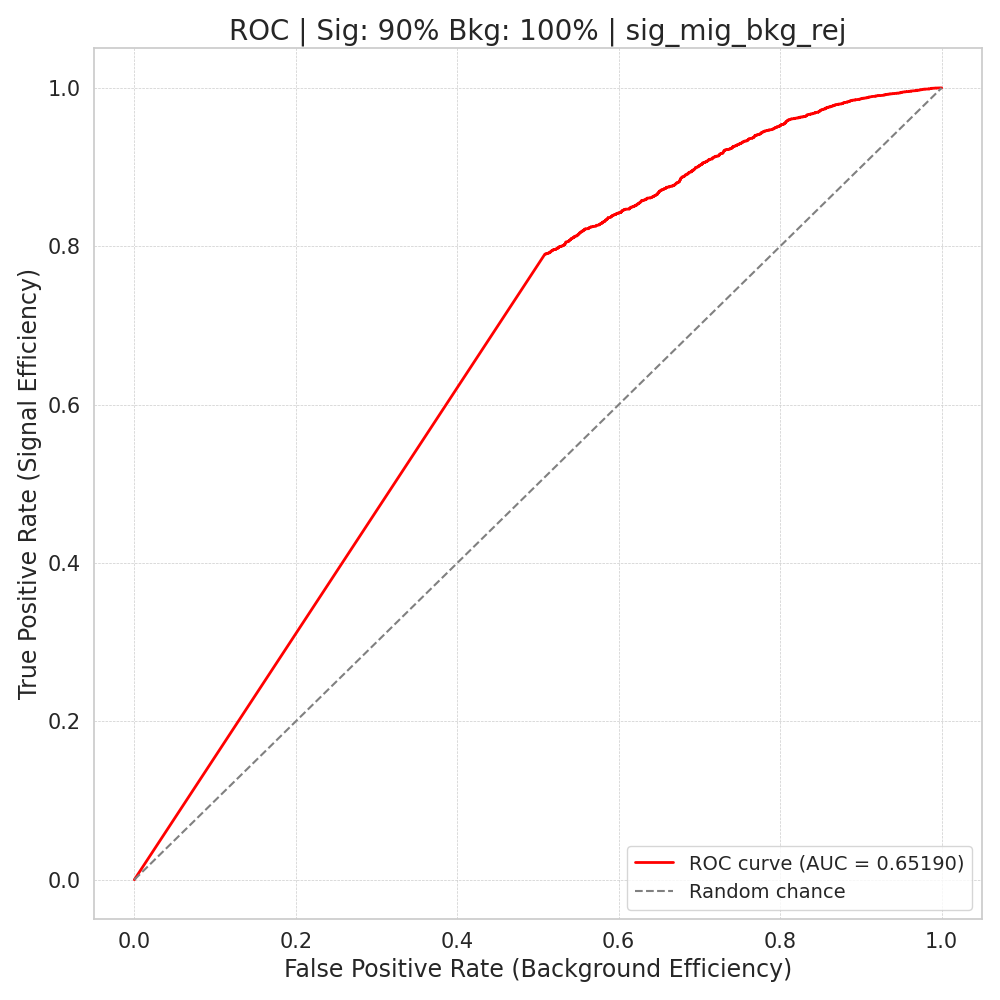 ROC | Sig: 90% Bkg: 100% | sig_mig_bkg_rej
True Positive Rate (Signal Efficiency)
1.0
0.8
0.6
0.4
0.2
0.0
0.0 0.2 0.4 0.6 0.8 1.0
False Positive Rate (Background Efficiency)
ROC curve (AUC = 0.65190)
Random chance